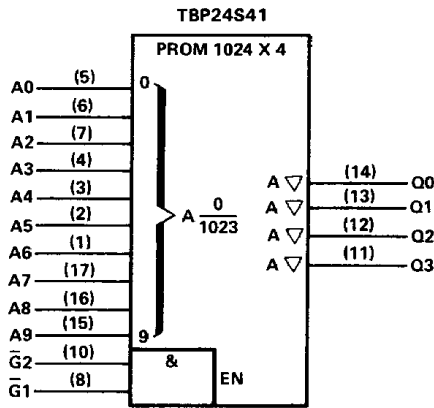 TBP24S41
PROM 1024 X 4
A0 (5) 0
A1 (6)
A2 (7)
A3 (4)
A4 (3)
A5 (2)
A6 (1)
A7 (17)
A8 (16)
A9 (15) 9
A 0/1023
A ▽ (14) Q0
A ▽ (13) Q1
A ▽ (12) Q2
A ▽ (11) Q3
G̅2 (10)
G̅1 (8)
& EN